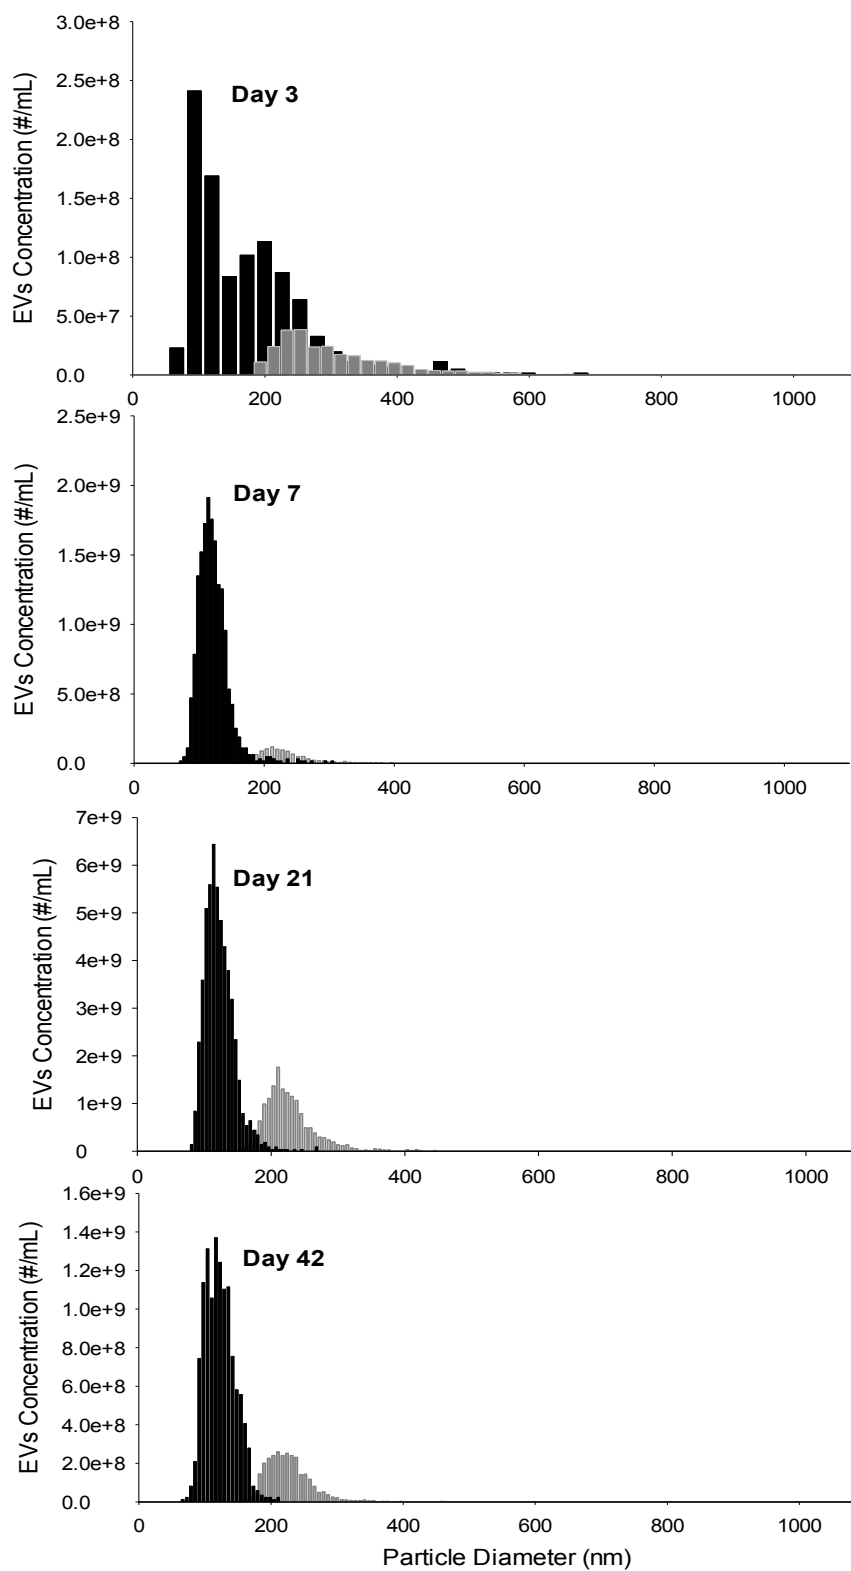 EVs Concentration (#/mL)
3.0e+8
2.5e+8
2.0e+8
1.5e+8
1.0e+8
5.0e+7
0.0
Day 3
0 200 400 600 800 1000
EVs Concentration (#/mL)
2.5e+9
2.0e+9
1.5e+9
1.0e+9
5.0e+8
0.0
Day 7
0 200 400 600 800 1000
EVs Concentration (#/mL)
7e+9
6e+9
5e+9
4e+9
3e+9
2e+9
1e+9
0
Day 21
0 200 400 600 800 1000
EVs Concentration (#/mL)
1.6e+9
1.4e+9
1.2e+9
1.0e+9
8.0e+8
6.0e+8
4.0e+8
2.0e+8
0.0
Day 42
0 200 400 600 800 1000
Particle Diameter (nm)